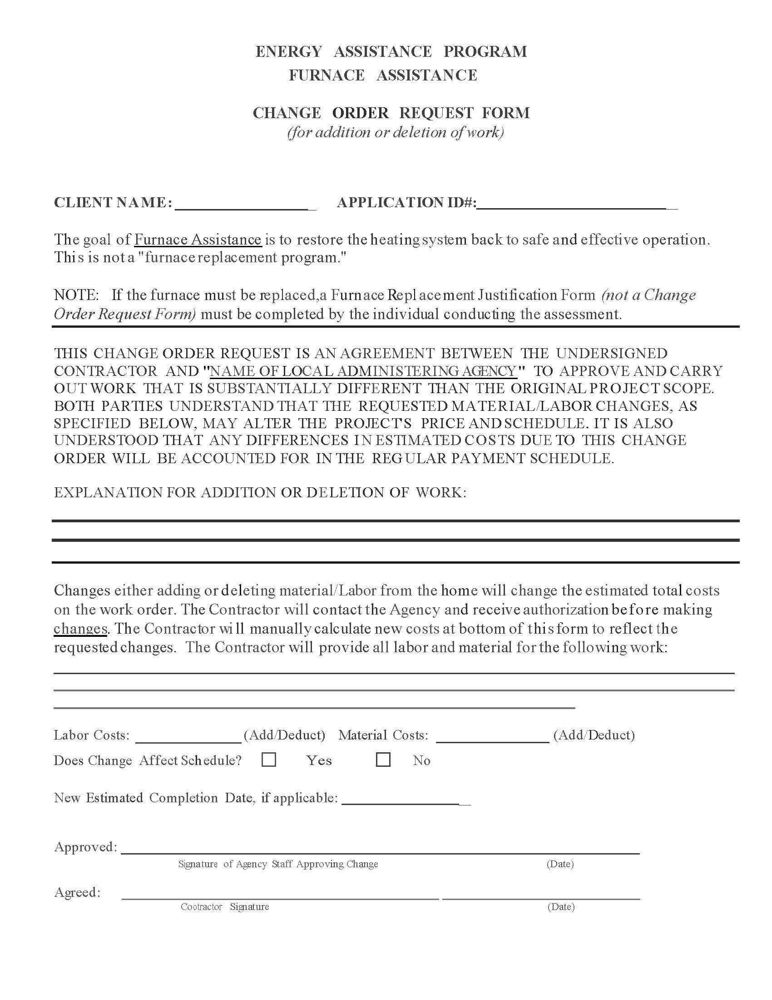 ENERGY ASSISTANCE PROGRAM
FURNACE ASSISTANCE
CHANGE ORDER REQUEST FORM
(for addition or deletion of work)
CLIENT NAME: APPLICATION ID#:
The goal of Furnace Assistance is to restore the heating system back to safe and effective operation.
This is not a "furnace replacement program."
NOTE: If the furnace must be replaced,a Furnace Replacement Justification Form (not a Change
Order Request Form) must be completed by the individual conducting the assessment.
THIS CHANGE ORDER REQUEST IS AN AGREEMENT BETWEEN THE UNDERSIGNED
CONTRACTOR AND "NAME OF LOCAL ADMINISTERING AGENCY" TO APPROVE AND CARRY
OUT WORK THAT IS SUBSTANTIALLY DIFFERENT THAN THE ORIGINAL PROJECT SCOPE.
BOTH PARTIES UNDERSTAND THAT THE REQUESTED MATERIAL/LABOR CHANGES, AS
SPECIFIED BELOW, MAY ALTER THE PROJECT'S PRICE AND SCHEDULE. IT IS ALSO
UNDERSTOOD THAT ANY DIFFERENCES IN ESTIMATED COSTS DUE TO THIS CHANGE
ORDER WILL BE ACCOUNTED FOR IN THE REGULAR PAYMENT SCHEDULE.
EXPLANATION FOR ADDITION OR DELETION OF WORK:
Changes either adding or deleting material/Labor from the home will change the estimated total costs
on the work order. The Contractor will contact the Agency and receive authorization before making
changes. The Contractor will manually calculate new costs at bottom of this form to reflect the
requested changes. The Contractor will provide all labor and material for the following work:
Labor Costs: (Add/Deduct) Material Costs: (Add/Deduct)
Does Change Affect Schedule? Yes No
New Estimated Completion Date, if applicable:
Approved:
Signature of Agency Staff Approving Change (Date)
Agreed:
Cootractor Signature (Date)